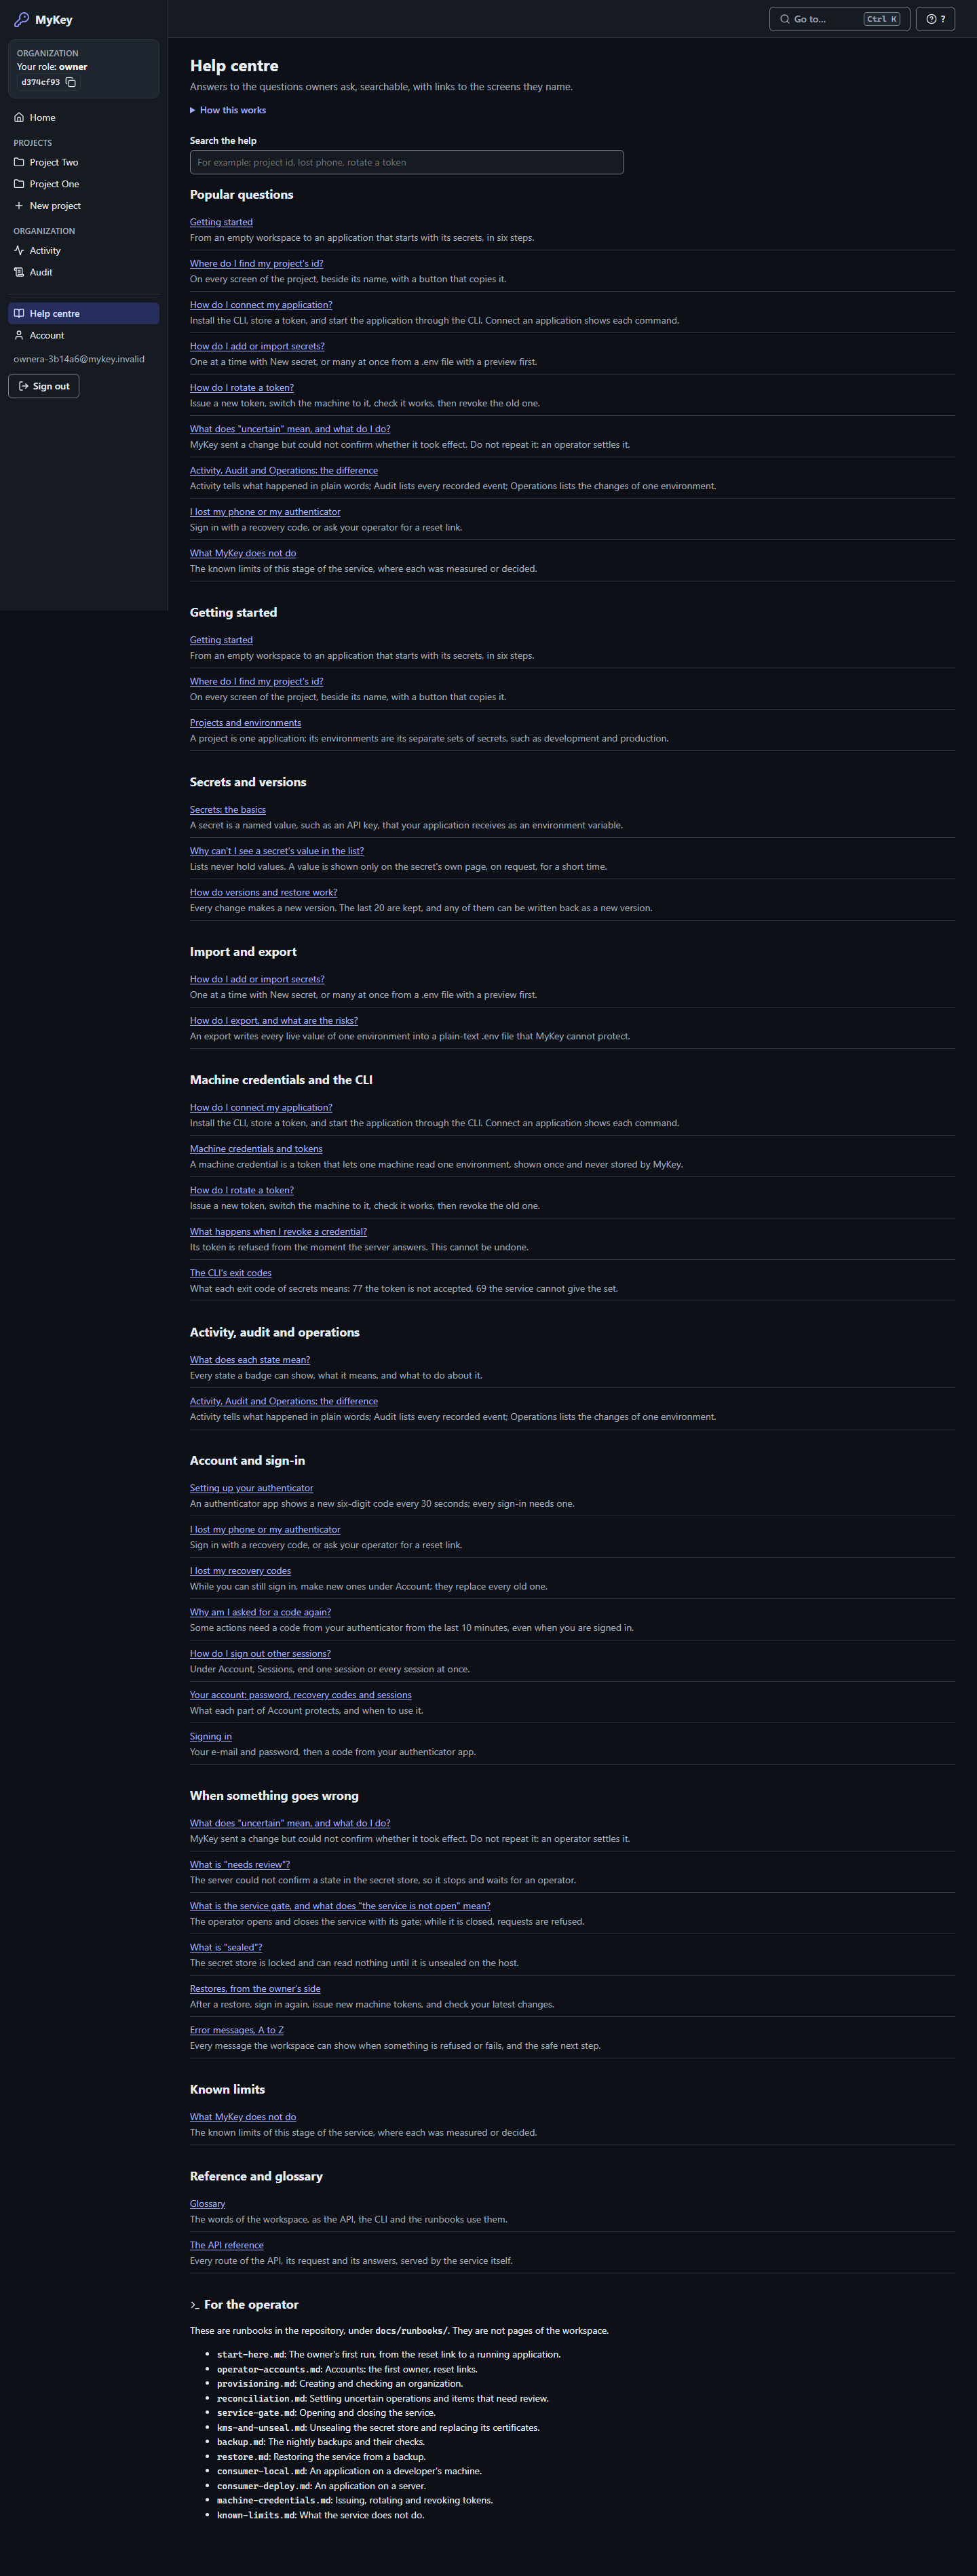 MyKey
Go to...
Ctrl K
?
ORGANIZATION
Your role: owner
d374cf93
Home
PROJECTS
Project Two
Project One
New project
ORGANIZATION
Activity
Audit
Help centre
Account
ownera-3b14a6@mykey.invalid
Sign out
Help centre
Answers to the questions owners ask, searchable, with links to the screens they name.
How this works
Search the help
For example: project id, lost phone, rotate a token
Popular questions
Getting started
From an empty workspace to an application that starts with its secrets, in six steps.
Where do I find my project's id?
On every screen of the project, beside its name, with a button that copies it.
How do I connect my application?
Install the CLI, store a token, and start the application through the CLI. Connect an application shows each command.
How do I add or import secrets?
One at a time with New secret, or many at once from a .env file with a preview first.
How do I rotate a token?
Issue a new token, switch the machine to it, check it works, then revoke the old one.
What does "uncertain" mean, and what do I do?
MyKey sent a change but could not confirm whether it took effect. Do not repeat it: an operator settles it.
Activity, Audit and Operations: the difference
Activity tells what happened in plain words; Audit lists every recorded event; Operations lists the changes of one environment.
I lost my phone or my authenticator
Sign in with a recovery code, or ask your operator for a reset link.
What MyKey does not do
The known limits of this stage of the service, where each was measured or decided.
Getting started
Getting started
From an empty workspace to an application that starts with its secrets, in six steps.
Where do I find my project's id?
On every screen of the project, beside its name, with a button that copies it.
Projects and environments
A project is one application; its environments are its separate sets of secrets, such as development and production.
Secrets and versions
Secrets: the basics
A secret is a named value, such as an API key, that your application receives as an environment variable.
Why can't I see a secret's value in the list?
Lists never hold values. A value is shown only on the secret's own page, on request, for a short time.
How do versions and restore work?
Every change makes a new version. The last 20 are kept, and any of them can be written back as a new version.
Import and export
How do I add or import secrets?
One at a time with New secret, or many at once from a .env file with a preview first.
How do I export, and what are the risks?
An export writes every live value of one environment into a plain-text .env file that MyKey cannot protect.
Machine credentials and the CLI
How do I connect my application?
Install the CLI, store a token, and start the application through the CLI. Connect an application shows each command.
Machine credentials and tokens
A machine credential is a token that lets one machine read one environment, shown once and never stored by MyKey.
How do I rotate a token?
Issue a new token, switch the machine to it, check it works, then revoke the old one.
What happens when I revoke a credential?
Its token is refused from the moment the server answers. This cannot be undone.
The CLI's exit codes
What each exit code of secrets means: 77 the token is not accepted, 69 the service cannot give the set.
Activity, audit and operations
What does each state mean?
Every state a badge can show, what it means, and what to do about it.
Activity, Audit and Operations: the difference
Activity tells what happened in plain words; Audit lists every recorded event; Operations lists the changes of one environment.
Account and sign-in
Setting up your authenticator
An authenticator app shows a new six-digit code every 30 seconds; every sign-in needs one.
I lost my phone or my authenticator
Sign in with a recovery code, or ask your operator for a reset link.
I lost my recovery codes
While you can still sign in, make new ones under Account; they replace every old one.
Why am I asked for a code again?
Some actions need a code from your authenticator from the last 10 minutes, even when you are signed in.
How do I sign out other sessions?
Under Account, Sessions, end one session or every session at once.
Your account: password, recovery codes and sessions
What each part of Account protects, and when to use it.
Signing in
Your e-mail and password, then a code from your authenticator app.
When something goes wrong
What does "uncertain" mean, and what do I do?
MyKey sent a change but could not confirm whether it took effect. Do not repeat it: an operator settles it.
What is "needs review"?
The server could not confirm a state in the secret store, so it stops and waits for an operator.
What is the service gate, and what does "the service is not open" mean?
The operator opens and closes the service with its gate; while it is closed, requests are refused.
What is "sealed"?
The secret store is locked and can read nothing until it is unsealed on the host.
Restores, from the owner's side
After a restore, sign in again, issue new machine tokens, and check your latest changes.
Error messages, A to Z
Every message the workspace can show when something is refused or fails, and the safe next step.
Known limits
What MyKey does not do
The known limits of this stage of the service, where each was measured or decided.
Reference and glossary
Glossary
The words of the workspace, as the API, the CLI and the runbooks use them.
The API reference
Every route of the API, its request and its answers, served by the service itself.
For the operator
These are runbooks in the repository, under docs/runbooks/. They are not pages of the workspace.
start-here.md: The owner's first run, from the reset link to a running application.
operator-accounts.md: Accounts: the first owner, reset links.
provisioning.md: Creating and checking an organization.
reconciliation.md: Settling uncertain operations and items that need review.
service-gate.md: Opening and closing the service.
kms-and-unseal.md: Unsealing the secret store and replacing its certificates.
backup.md: The nightly backups and their checks.
restore.md: Restoring the service from a backup.
consumer-local.md: An application on a developer's machine.
consumer-deploy.md: An application on a server.
machine-credentials.md: Issuing, rotating and revoking tokens.
known-limits.md: What the service does not do.